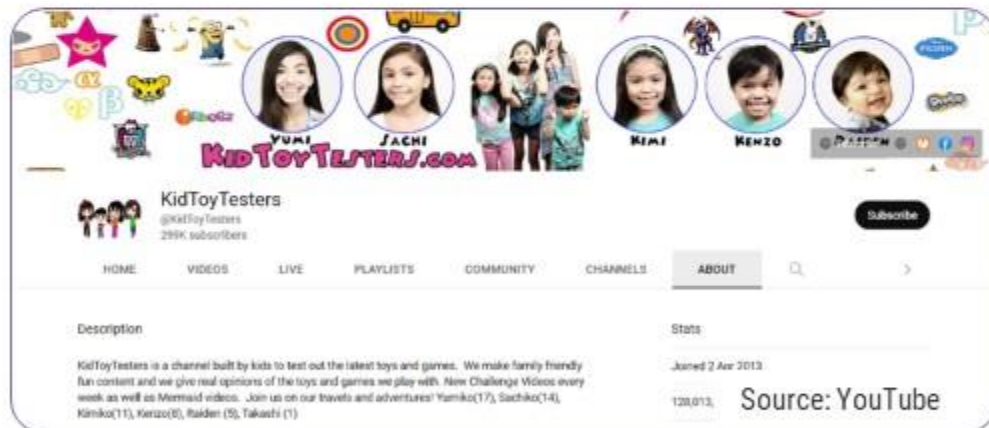 YUMI
SACHI
KIMI
KENZO
RAIDEN
KIDTOYTESTERS.COM
KidToyTesters
@KidToyTesters
299K subscribers
Subscribe
HOME VIDEOS LIVE PLAYLISTS COMMUNITY CHANNELS ABOUT
Description
Stats
KidToyTesters is a channel built by kids to test out the latest toys and games. We make family friendly
fun content and we give real opinions of the toys and games we play with. New Challenge Videos every
week as well as Mermaid videos. Join us on our travels and adventures! Yumiko(17), Sachiko(14),
Kimiko(11), Kenzo(8), Raiden (5), Takashi (1)
Joined 2 Apr 2013
128,013,
Source: YouTube